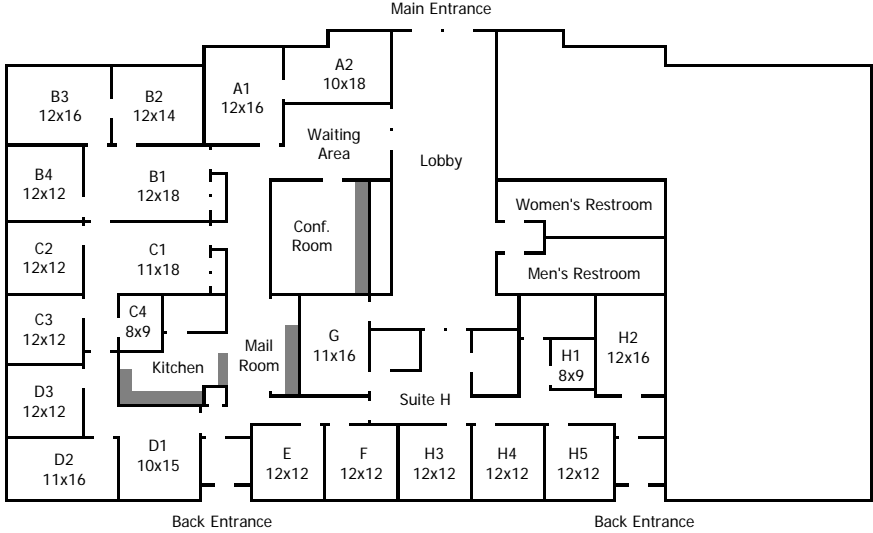 Main Entrance
A2
10x18
A1
12x16
B3
12x16
B2
12x14
Waiting
Area
Lobby
B4
12x12
B1
12x18
Women's Restroom
Conf.
Room
C2
12x12
C1
11x18
Men's Restroom
C4
8x9
C3
12x12
G
11x16
H2
12x16
Mail
Room
H1
8x9
Kitchen
D3
12x12
Suite H
D1
10x15
D2
11x16
E
12x12
F
12x12
H3
12x12
H4
12x12
H5
12x12
Back Entrance
Back Entrance